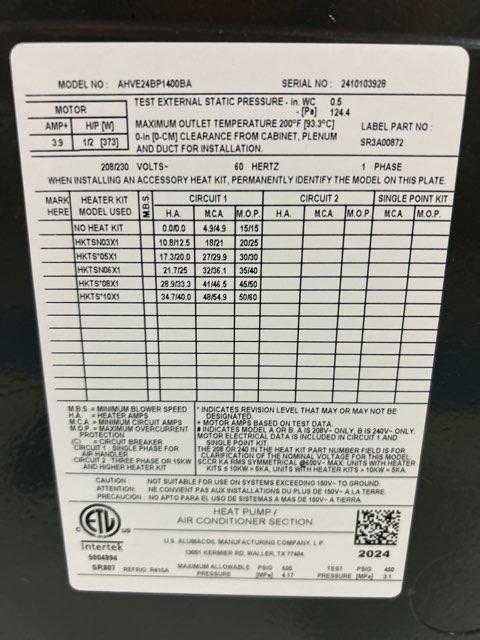 MODEL NO : AHVE24BP1400BA SERIAL NO : 2410103928
MOTOR
AMP+ H/P [W]
3.9 1/2 [373]
TEST EXTERNAL STATIC PRESSURE - in. WC 0.5
- [Pa] 124.4
MAXIMUM OUTLET TEMPERATURE 200°F [93.3°C]
0-in [0-CM] CLEARANCE FROM CABINET, PLENUM
AND DUCT FOR INSTALLATION.
LABEL PART NO :
SR3A00872
208/230 VOLTS~ 60 HERTZ 1 PHASE
WHEN INSTALLING AN ACCESSORY HEAT KIT, PERMANENTLY IDENTIFY THE MODEL ON THIS PLATE.
MARK HEATER KIT M.B.S. CIRCUIT 1 CIRCUIT 2 SINGLE POINT KIT
HERE MODEL USED H.A. M.C.A. M.O.P. H.A. M.C.A. M.O.P. M.C.A. M.O.P.
NO HEAT KIT 0.0/0.0 4.9/4.9 15/15
HKTSN03X1 10.8/12.5 18/21 20/25
HKTS*05X1 17.3/20.0 27/29.9 30/30
HKTSN06X1 21.7/25 32/36.1 35/40
HKTS*08X1 28.9/33.3 41/46.5 45/50
HKTS*10X1 34.7/40.0 48/54.9 50/60
M.B.S. = MINIMUM BLOWER SPEED
H.A. = HEATER AMPS
M.C.A. = MINIMUM CIRCUIT AMPS
M.O.P. = MAXIMUM OVERCURRENT
PROTECTION
(C) = CIRCUIT BREAKER
CIRCUIT 1 : SINGLE PHASE FOR
AIR HANDLER
CIRCUIT 2 : THREE PHASE OR 15KW
AND HIGHER HEATER KIT
* INDICATES REVISION LEVEL THAT MAY OR MAY NOT BE
DESIGNATED
+ MOTOR AMPS BASED ON TEST DATA.
# INDICATES MODEL A OR B. A IS 208V~ ONLY, B IS 240V~ ONLY.
MOTOR ELECTRICAL DATA IS INCLUDED IN CIRCUIT 1 AND
SINGLE POINT KIT.
THE 208 OR 240 IN THE HEAT KIT PART NUMBER FIELD IS FOR
CLARIFICATION OF THE NOMINAL VOLTAGE FOR THIS MODEL.
SCCR KA RMS SYMMETRICAL @600V~ MAX: UNITS WITH HEATER
KITS ≤ 10KW = 5KA, UNITS WITH HEATER KITS > 10KW = 5KA.
CAUTION : NOT SUITABLE FOR USE ON SYSTEMS EXCEEDING 150V~ TO GROUND.
ATTENTION: NE CONVIENT PAS AUX INSTALLATIONS DU PLUS DE 150V~ A LA TERRE.
PRECAUCIÓN: NO APTO PARA USO EN SISTEMAS A MAS DE 150V~ A TIERRA.
ETL
Intertek
5004994
HEAT PUMP /
AIR CONDITIONER SECTION
U.S. ALUMACOIL MANUFACTURING COMPANY, L.P.
13001 KERMIER RD, WALLER, TX 77484
2024
SR807 REFRIG. R410A MAXIMUM ALLOWABLE PSIG 605 TEST PSIG 450
PRESSURE [MPa] 4.17 PRESSURE [MPa] 3.1